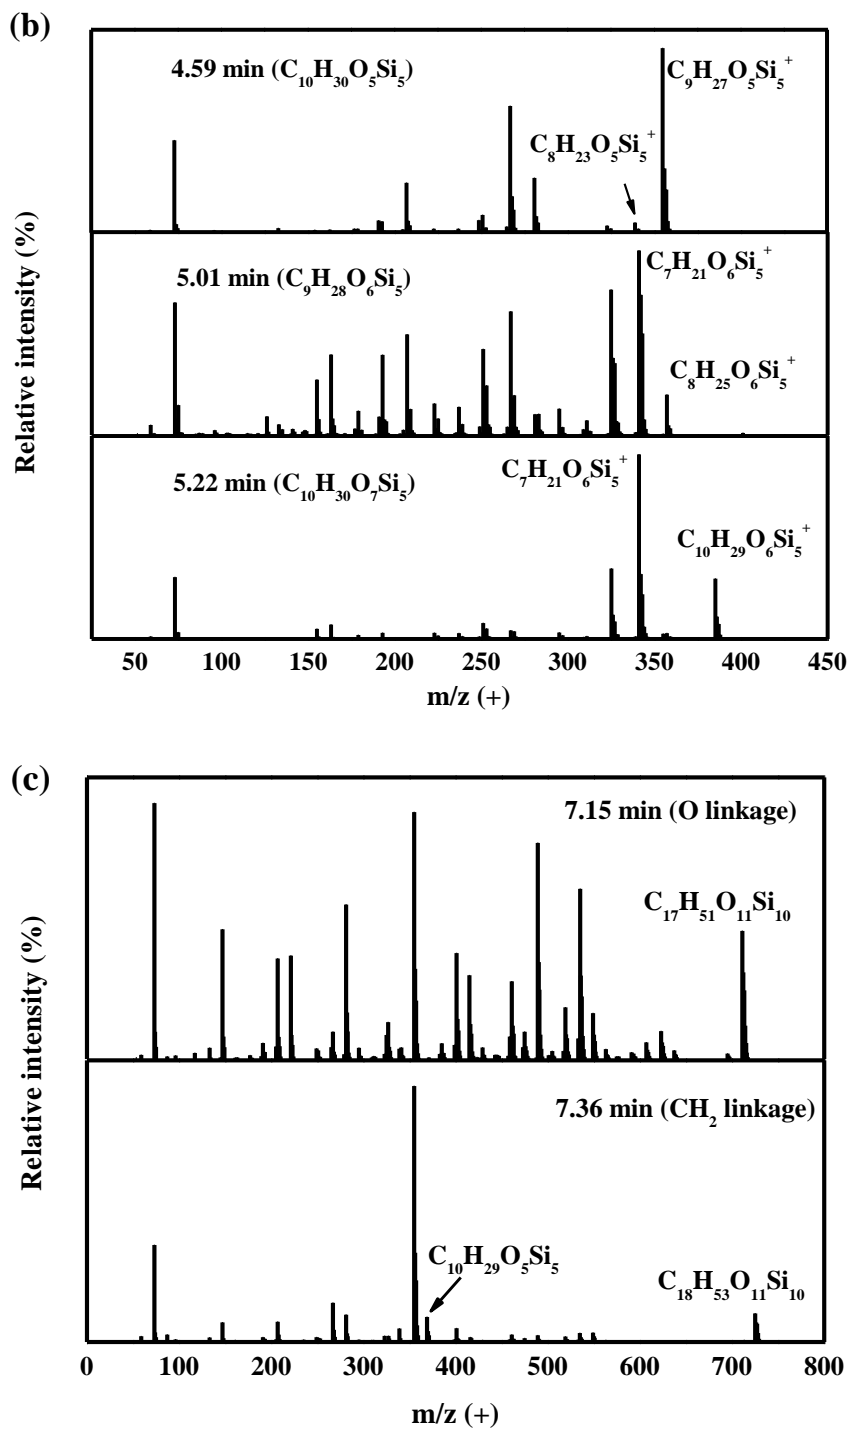 (b)
4.59 min (C₁₀H₃₀O₅Si₅)
C₉H₂₇O₅Si₅⁺
C₈H₂₃O₅Si₅⁺
5.01 min (C₉H₂₈O₆Si₅)
C₇H₂₁O₆Si₅⁺
C₈H₂₅O₆Si₅⁺
5.22 min (C₁₀H₃₀O₇Si₅)
C₇H₂₁O₆Si₅⁺
C₁₀H₂₉O₆Si₅⁺
Relative intensity (%)
50 100 150 200 250 300 350 400 450
m/z (+)
(c)
7.15 min (O linkage)
C₁₇H₅₁O₁₁Si₁₀
7.36 min (CH₂ linkage)
C₁₀H₂₉O₅Si₅
C₁₈H₅₃O₁₁Si₁₀
Relative intensity (%)
0 100 200 300 400 500 600 700 800
m/z (+)